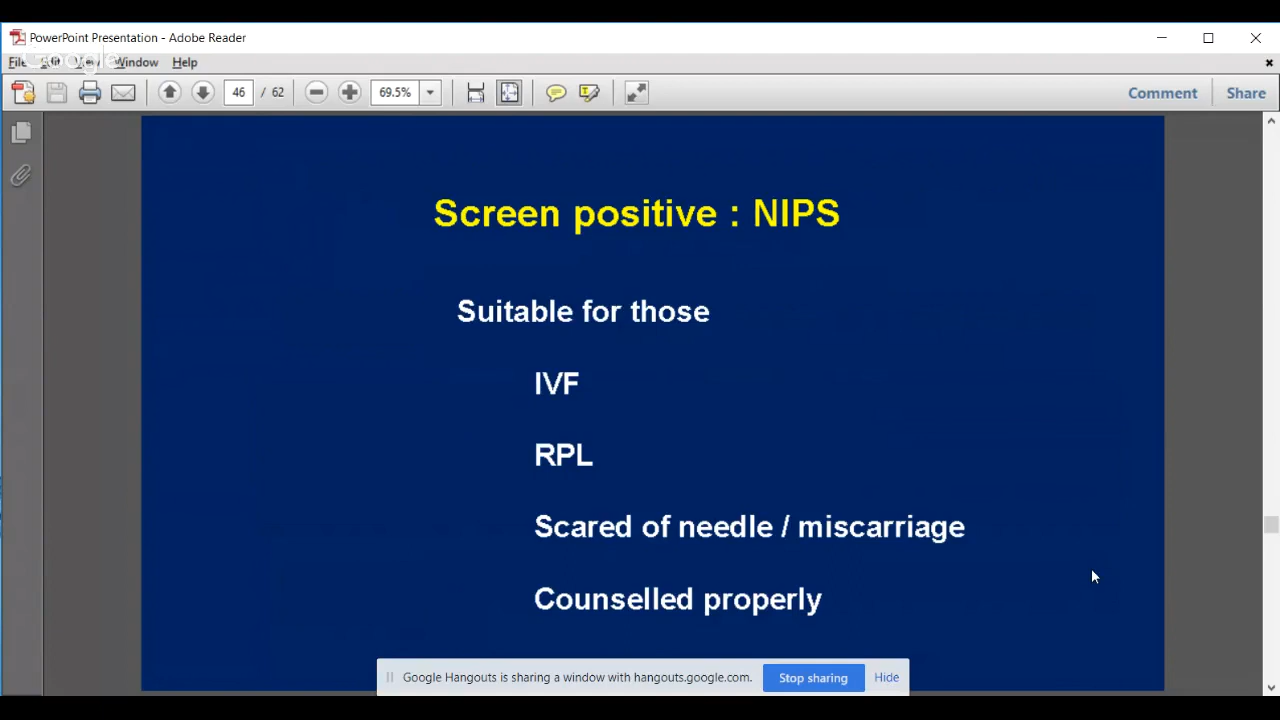 PowerPoint Presentation - Adobe Reader
Google
File Edit View Window Help
46 / 62 69.5% Comment Share
Screen positive : NIPS
Suitable for those
IVF
RPL
Scared of needle / miscarriage
Counselled properly
Google Hangouts is sharing a window with hangouts.google.com. Stop sharing Hide